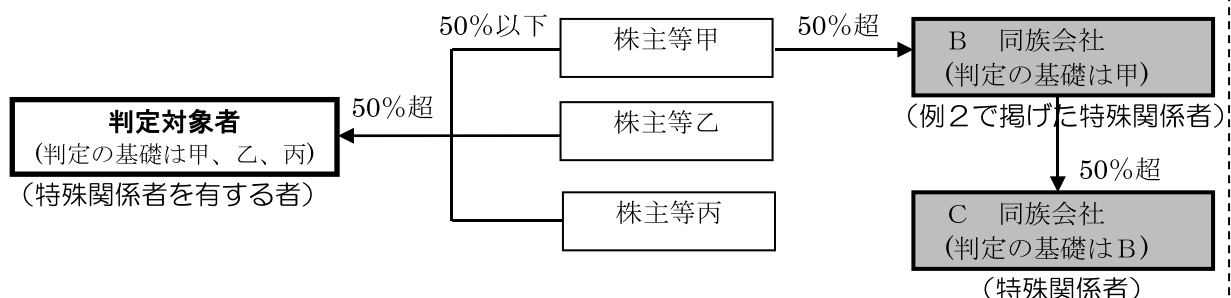 50%以下
株主等甲
50%超
B 同族会社
(判定の基礎は甲)
(例2で掲げた特殊関係者)
50%超
判定対象者
(判定の基礎は甲、乙、丙)
(特殊関係者を有する者)
株主等乙
50%超
株主等丙
C 同族会社
(判定の基礎はB)
(特殊関係者)